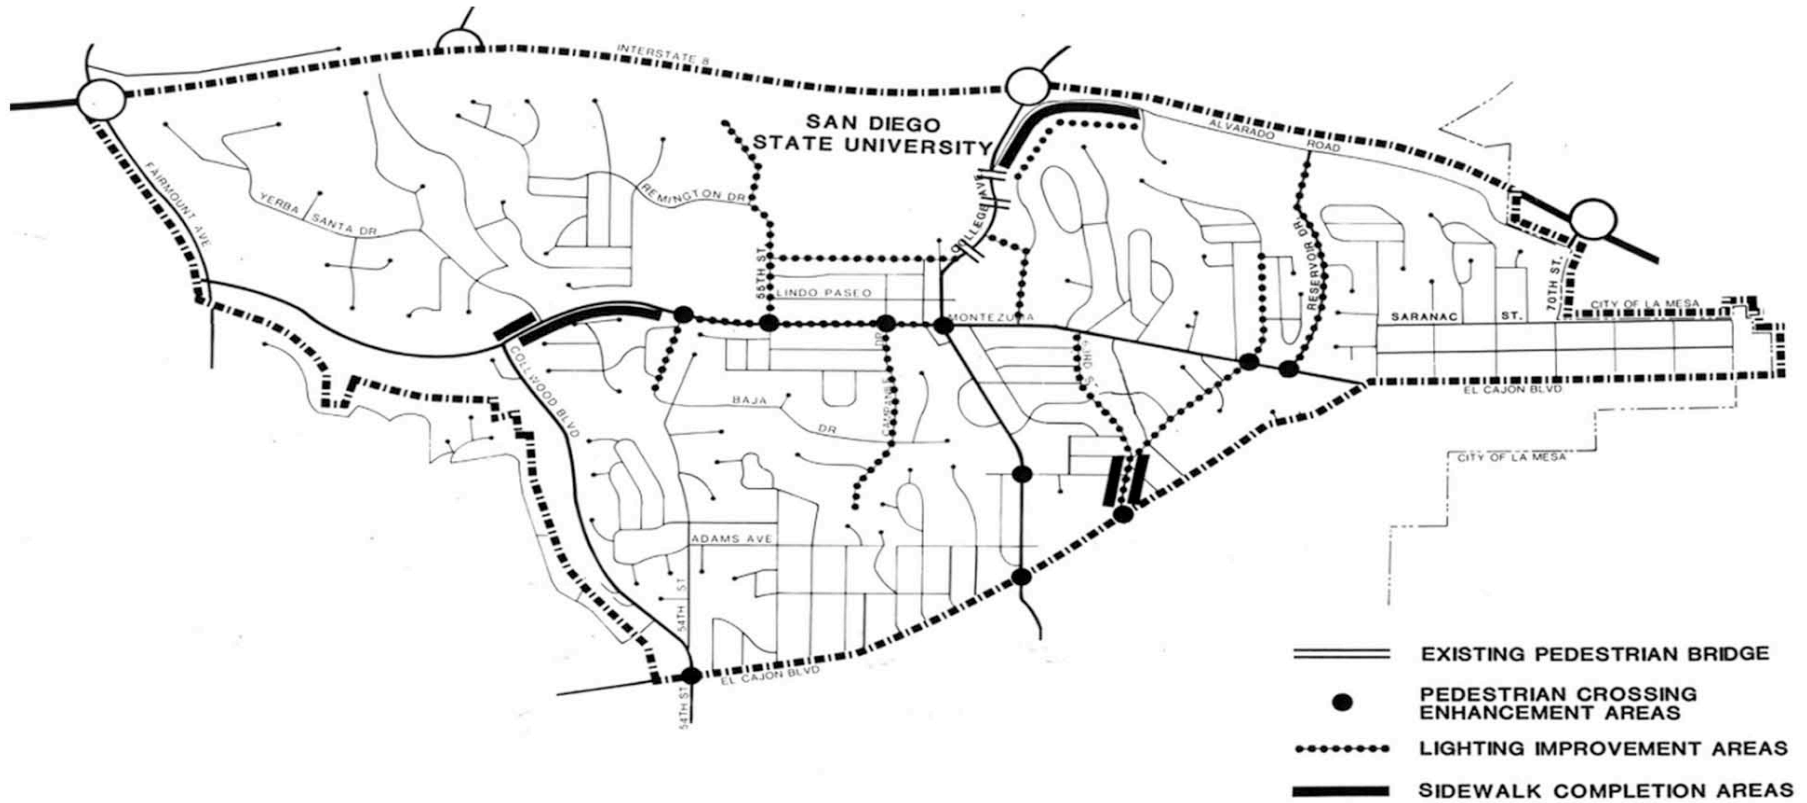 INTERSTATE 8
SAN DIEGO
STATE UNIVERSITY
ALVARADO
ROAD
FAIRMOUNT AVE
YERBA SANTA DR
REMINGTON DR
COLLEGE AVE
RESERVOIR DR
70TH ST.
55TH ST
LINDO PASEO
MONTEZUMA
CITY OF LA MESA
SARANAC ST.
COLLWOOD BLVD
EL CAJON BLVD
BAJA
DR
CITY OF LA MESA
ADAMS AVE
54TH ST
EL CAJON BLVD
54TH ST
EXISTING PEDESTRIAN BRIDGE
PEDESTRIAN CROSSING
ENHANCEMENT AREAS
LIGHTING IMPROVEMENT AREAS
SIDEWALK COMPLETION AREAS